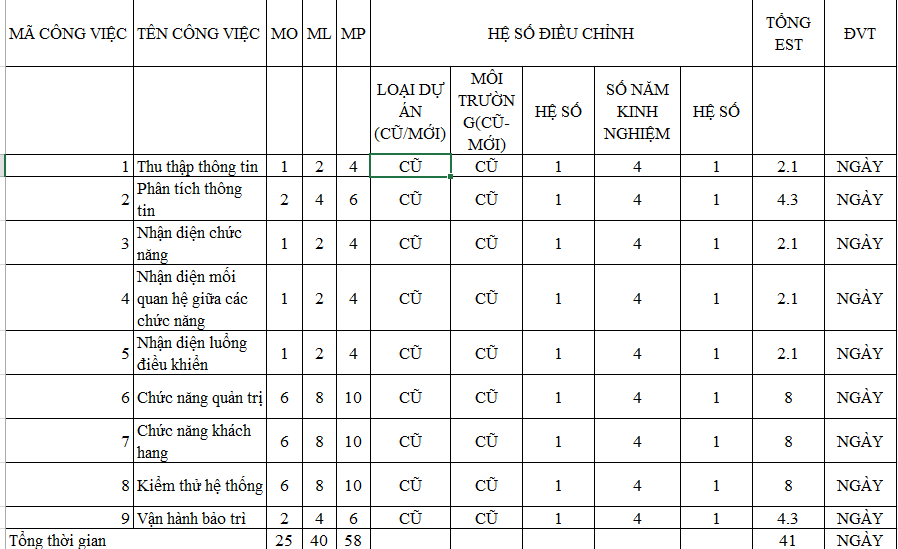 MÃ CÔNG VIỆC TÊN CÔNG VIỆC MO ML MP HỆ SỐ ĐIỀU CHỈNH TỔNG EST ĐVT
LOẠI DỰ ÁN (CŨ/MỚI) MÔI TRƯỜNG(CŨ-MỚI) HỆ SỐ SỐ NĂM KINH NGHIỆM HỆ SỐ
1 Thu thập thông tin 1 2 4 CŨ CŨ 1 4 1 2.1 NGÀY
2 Phân tích thông tin 2 4 6 CŨ CŨ 1 4 1 4.3 NGÀY
3 Nhận diện chức năng 1 2 4 CŨ CŨ 1 4 1 2.1 NGÀY
4 Nhận diện mối quan hệ giữa các chức năng 1 2 4 CŨ CŨ 1 4 1 2.1 NGÀY
5 Nhận diện luổng điều khiển 1 2 4 CŨ CŨ 1 4 1 2.1 NGÀY
6 Chức năng quản trị 6 8 10 CŨ CŨ 1 4 1 8 NGÀY
7 Chức năng khách hang 6 8 10 CŨ CŨ 1 4 1 8 NGÀY
8 Kiểm thử hệ thống 6 8 10 CŨ CŨ 1 4 1 8 NGÀY
9 Vận hành bảo trì 2 4 6 CŨ CŨ 1 4 1 4.3 NGÀY
Tổng thời gian 25 40 58 41 NGÀY